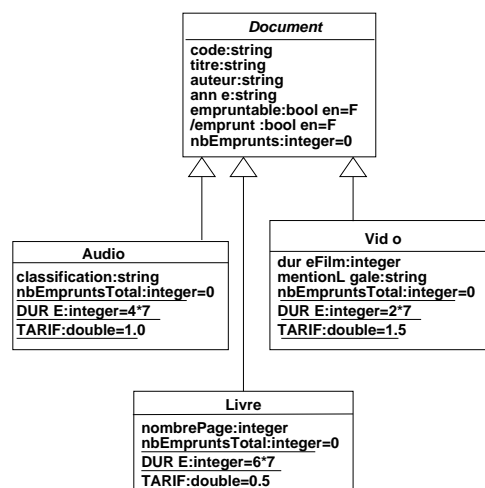 Document
code:string
titre:string
auteur:string
ann e:string
empruntable:bool en=F
/emprunt :bool en=F
nbEmprunts:integer=0
Audio
classification:string
nbEmpruntsTotal:integer=0
DUR E:integer=4*7
TARIF:double=1.0
Vid o
dur eFilm:integer
mentionL gale:string
nbEmpruntsTotal:integer=0
DUR E:integer=2*7
TARIF:double=1.5
Livre
nombrePage:integer
nbEmpruntsTotal:integer=0
DUR E:integer=6*7
TARIF:double=0.5